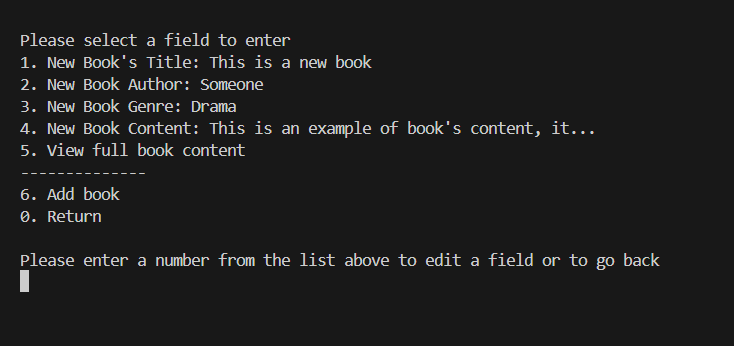 Please select a field to enter
1. New Book's Title: This is a new book
2. New Book Author: Someone
3. New Book Genre: Drama
4. New Book Content: This is an example of book's content, it...
5. View full book content
--------------
6. Add book
0. Return
Please enter a number from the list above to edit a field or to go back